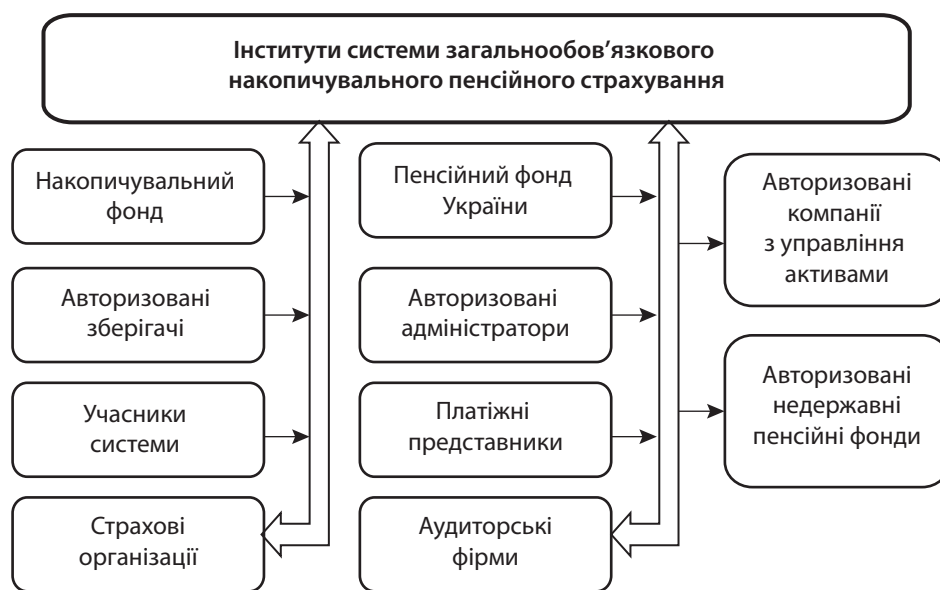 Інститути системи загальнообов’язкового
накопичувального пенсійного страхування
Накопичувальний
фонд
Пенсійний фонд
України
Авторизовані
компанії
з управління
активами
Авторизовані
зберігачі
Авторизовані
адміністратори
Авторизовані
недержавні
пенсійні фонди
Учасники
системи
Платіжні
представники
Страхові
організації
Аудиторські
фірми